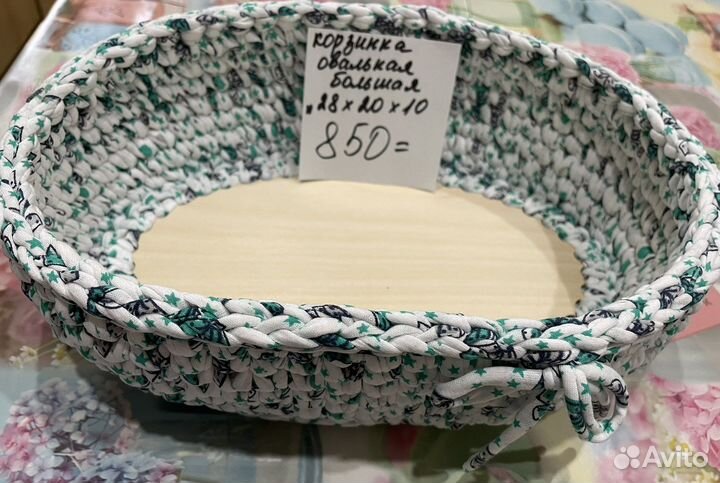 корзинка
овальная
большая
28×20×10
850=
Avito